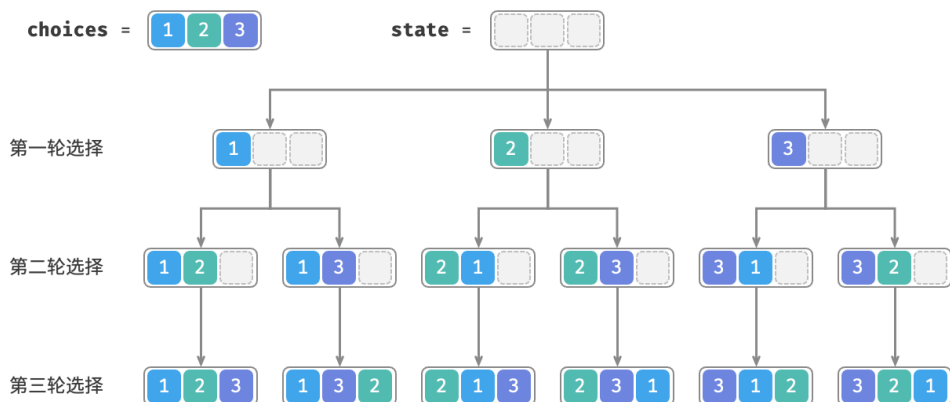 choices = 1 2 3 state =
第一轮选择 1 2 3
第二轮选择 1 2 1 3 2 1 2 3 3 1 3 2
第三轮选择 1 2 3 1 3 2 2 1 3 2 3 1 3 1 2 3 2 1